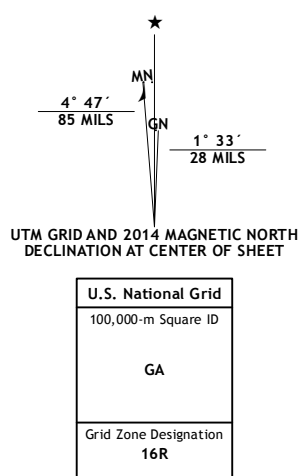 ★
MN
4° 47´
85 MILS
GN
1° 33´
28 MILS
UTM GRID AND 2014 MAGNETIC NORTH
DECLINATION AT CENTER OF SHEET
U.S. National Grid
100,000-m Square ID
GA
Grid Zone Designation
16R